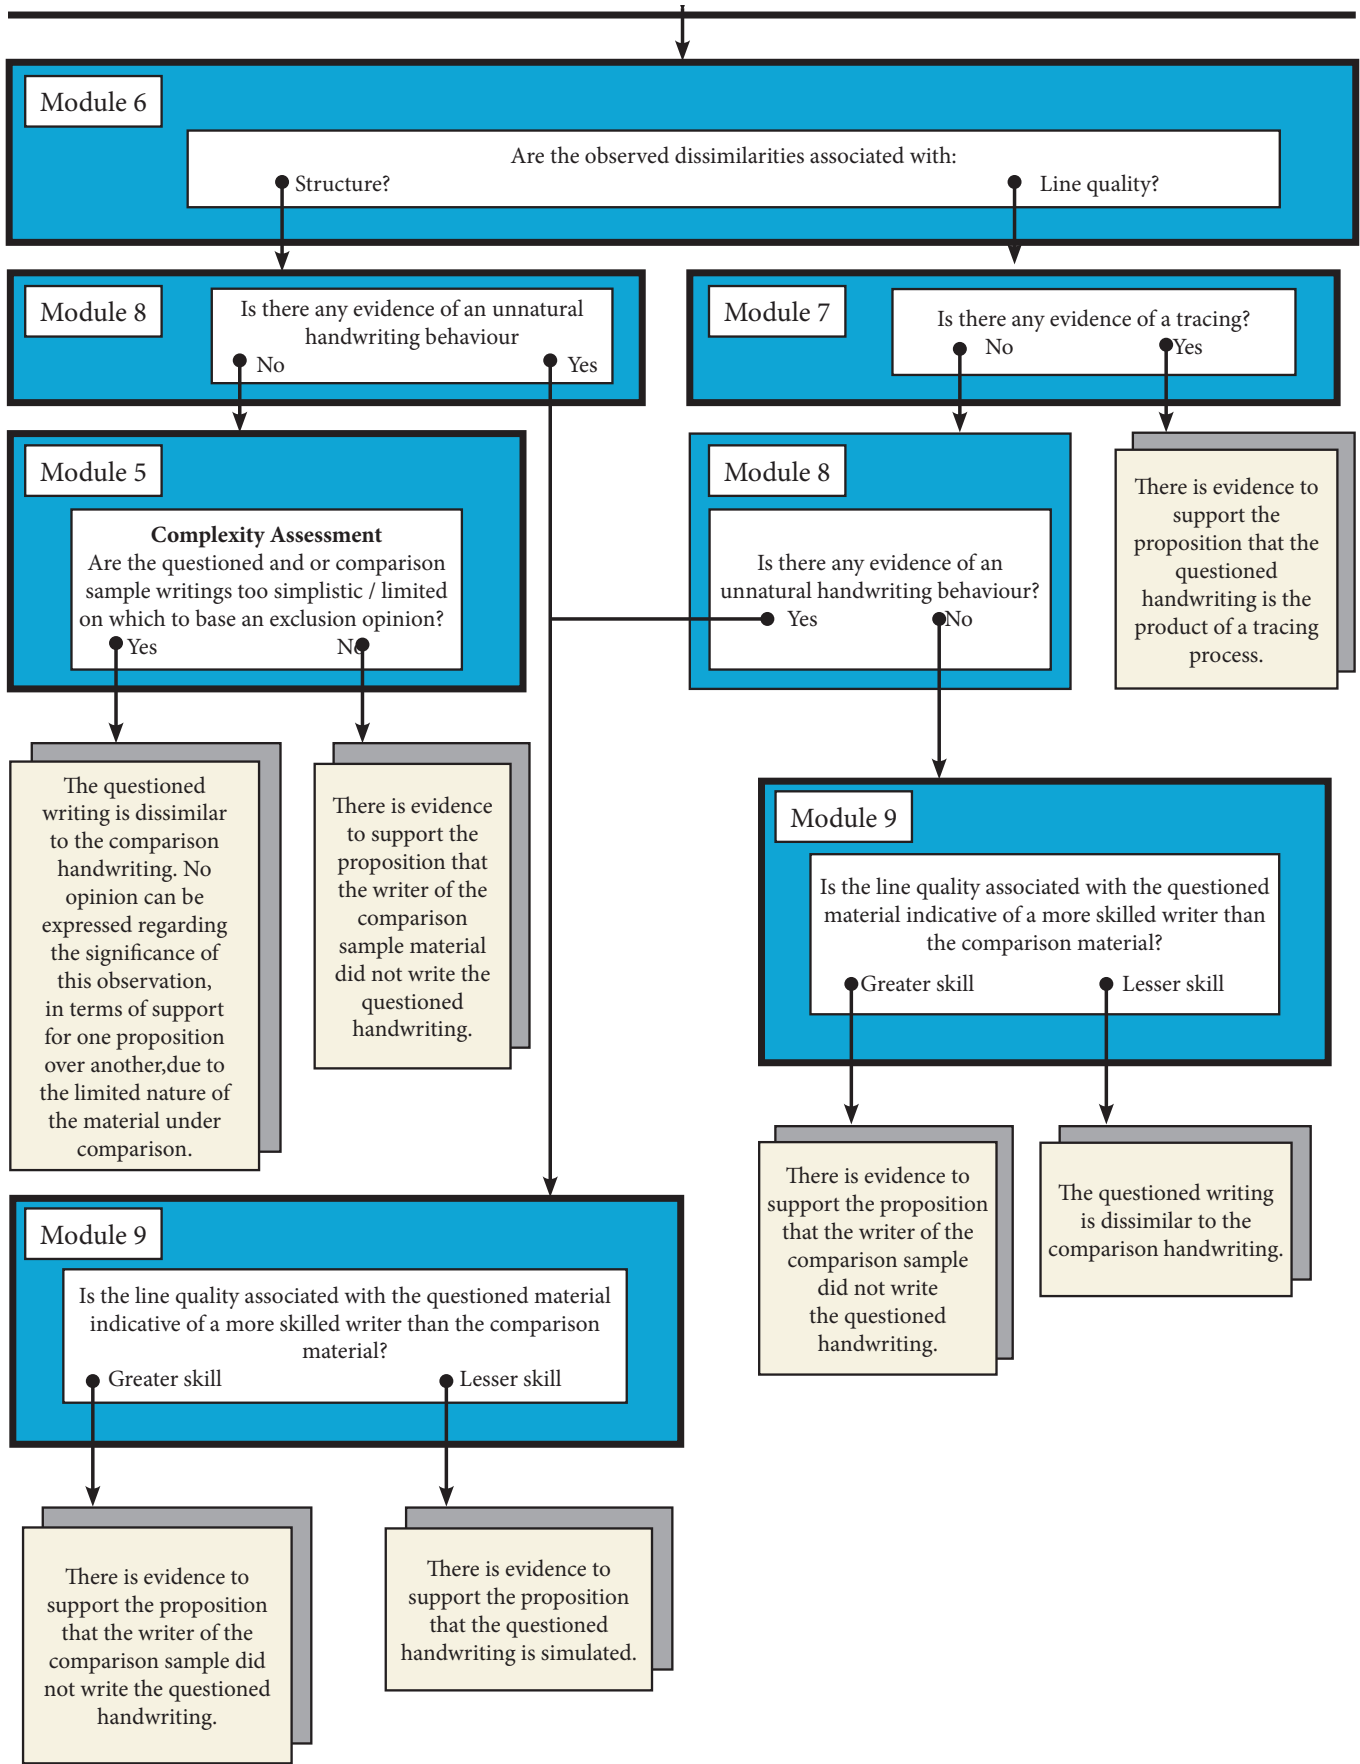 Module 6
Are the observed dissimilarities associated with:
Structure?
Line quality?
Module 8
Is there any evidence of an unnatural
handwriting behaviour
No
Yes
Module 7
Is there any evidence of a tracing?
No
Yes
Module 5
Complexity Assessment
Are the questioned and or comparison
sample writings too simplistic / limited
on which to base an exclusion opinion?
Yes
No
Module 8
Is there any evidence of an
unnatural handwriting behaviour?
Yes
No
There is evidence to
support the
proposition that the
questioned
handwriting is the
product of a tracing
process.
The questioned
writing is dissimilar
to the comparison
handwriting. No
opinion can be
expressed regarding
the significance of
this observation,
in terms of support
for one proposition
over another,due to
the limited nature of
the material under
comparison.
There is evidence
to support the
proposition that
the writer of the
comparison
sample material
did not write the
questioned
handwriting.
Module 9
Is the line quality associated with the questioned
material indicative of a more skilled writer than
the comparison material?
Greater skill
Lesser skill
There is evidence to
support the proposition
that the writer of the
comparison sample
did not write
the questioned
handwriting.
The questioned writing
is dissimilar to the
comparison handwriting.
Module 9
Is the line quality associated with the questioned material
indicative of a more skilled writer than the comparison
material?
Greater skill
Lesser skill
There is evidence to
support the proposition
that the writer of the
comparison sample did
not write the questioned
handwriting.
There is evidence to
support the proposition
that the questioned
handwriting is simulated.